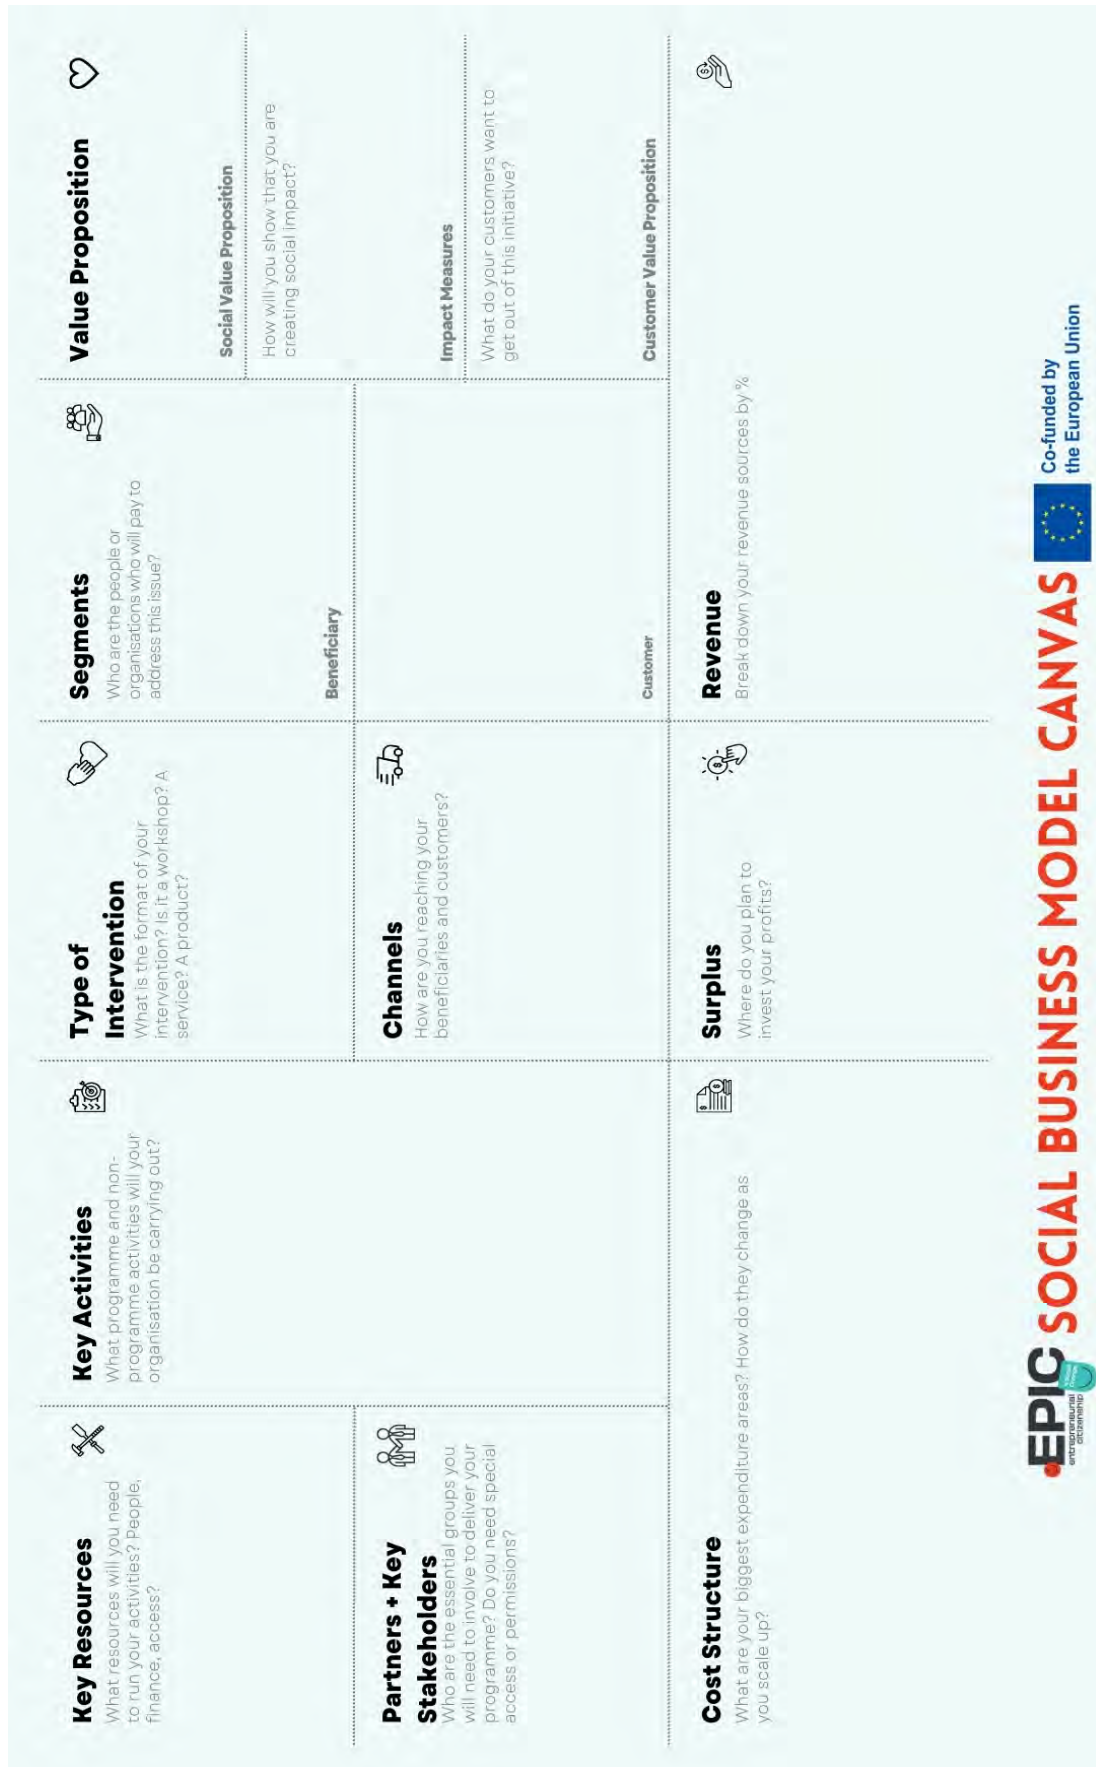 Key Resources
What resources will you need
to run your activities? People,
finance, access?
Partners + Key
Stakeholders
Who are the essential groups you
will need to involve to deliver your
programme? Do you need special
access or permissions?
Key Activities
What programme and non-
programme activities will your
organisation be carrying out?
Type of
Intervention
What is the format of your
intervention? Is it a workshop? A
service? A product?
Channels
How are you reaching your
beneficiaries and customers?
Segments
Who are the people or
organisations who will pay to
address this issue?
Beneficiary
Customer
Value Proposition
Social Value Proposition
How will you show that you are
creating social impact?
Impact Measures
What do your customers want to
get out of this initiative?
Customer Value Proposition
Cost Structure
What are your biggest expenditure areas? How do they change as
you scale up?
Surplus
Where do you plan to
invest your profits?
Revenue
Break down your revenue sources by %
EPIC
entrepreneurial
citizenship
SOCIAL BUSINESS MODEL CANVAS
Co-funded by
the European Union